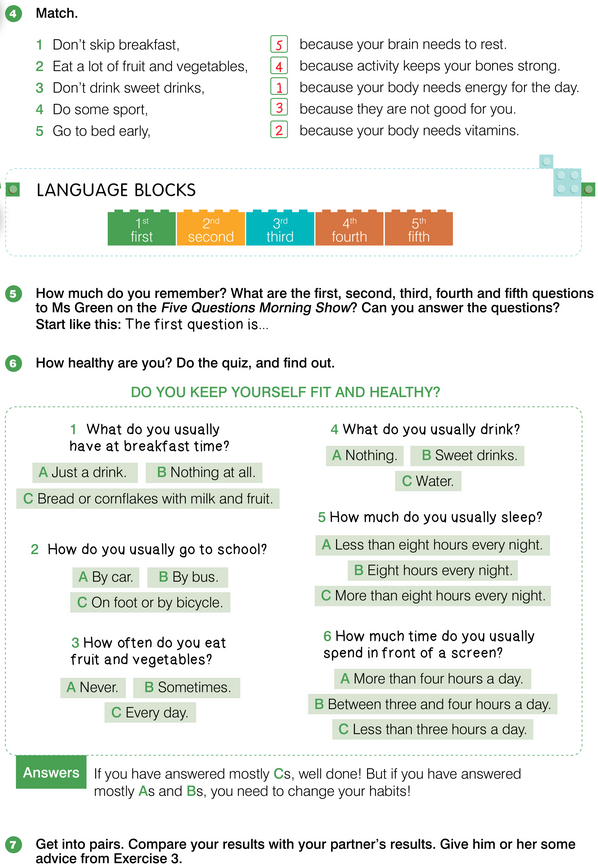 4 Match.
1 Don't skip breakfast, 5 because your brain needs to rest.
2 Eat a lot of fruit and vegetables, 4 because activity keeps your bones strong.
3 Don't drink sweet drinks, 1 because your body needs energy for the day.
4 Do some sport, 3 because they are not good for you.
5 Go to bed early, 2 because your body needs vitamins.
LANGUAGE BLOCKS
1st 2nd 3rd 4th 5th
first second third fourth fifth
5 How much do you remember? What are the first, second, third, fourth and fifth questions
to Ms Green on the Five Questions Morning Show? Can you answer the questions?
Start like this: The first question is...
6 How healthy are you? Do the quiz, and find out.
DO YOU KEEP YOURSELF FIT AND HEALTHY?
1 What do you usually
have at breakfast time?
A Just a drink. B Nothing at all.
C Bread or cornflakes with milk and fruit.
2 How do you usually go to school?
A By car. B By bus.
C On foot or by bicycle.
3 How often do you eat
fruit and vegetables?
A Never. B Sometimes.
C Every day.
4 What do you usually drink?
A Nothing. B Sweet drinks.
C Water.
5 How much do you usually sleep?
A Less than eight hours every night.
B Eight hours every night.
C More than eight hours every night.
6 How much time do you usually
spend in front of a screen?
A More than four hours a day.
B Between three and four hours a day.
C Less than three hours a day.
Answers If you have answered mostly Cs, well done! But if you have answered
mostly As and Bs, you need to change your habits!
7 Get into pairs. Compare your results with your partner's results. Give him or her some
advice from Exercise 3.